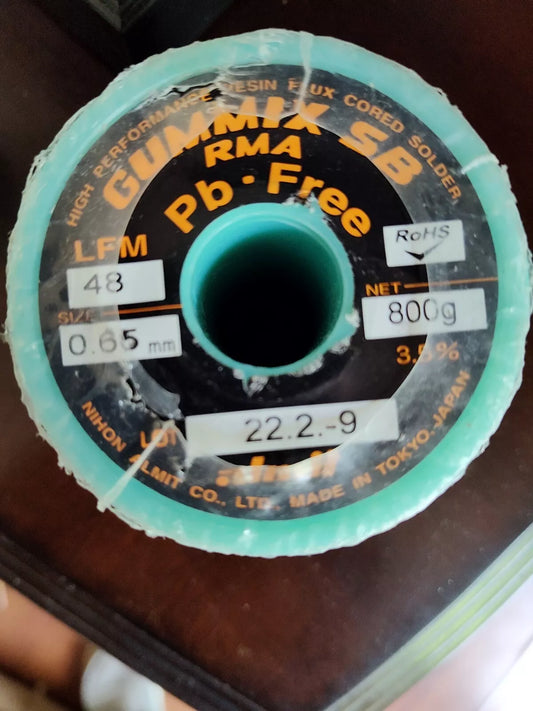 HIGH PERFORMANCE RESIN FLUX CORED SOLDER.
GUMMIX SB
RMA
Pb·Free
LFM
48
RoHS
SIZE
0.65 mm
NET
800g
3.5%
LOT
22.2.-9
almit
NIHON ALMIT CO., LTD. MADE IN TOKYO. JAPAN